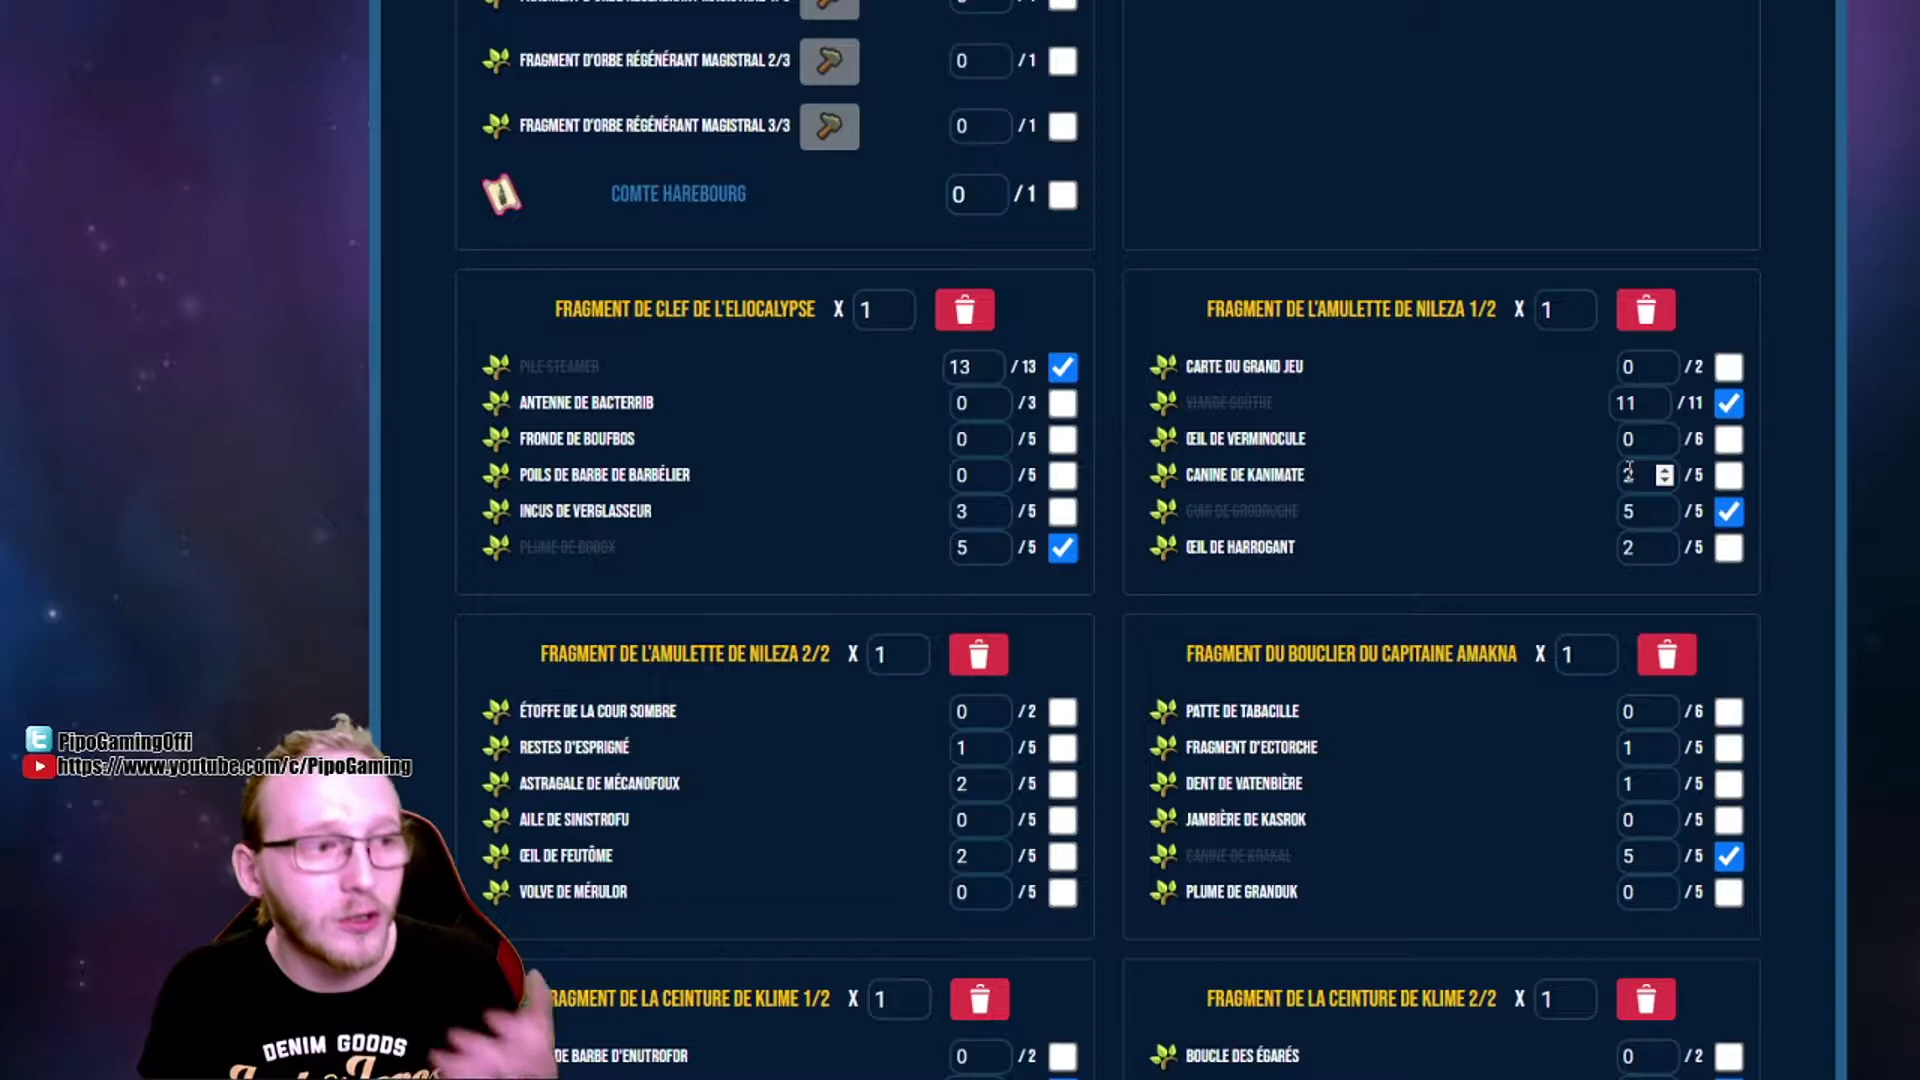 FRAGMENT D'ORBE RÉGÉNÉRANT MAGISTRAL 2/3 0 / 1
FRAGMENT D'ORBE RÉGÉNÉRANT MAGISTRAL 3/3 0 / 1
COMTE HAREBOURG 0 / 1
FRAGMENT DE CLEF DE L'ELIOCALYPSE X 1
PILE STEAMER 13 / 13
ANTENNE DE BACTERRIB 0 / 3
FRONDE DE BOUFBOS 0 / 5
POILS DE BARBE DE BARBÉLIER 0 / 5
INCUS DE VERGLASSEUR 3 / 5
5 / 5
FRAGMENT DE L'AMULETTE DE NILEZA 1/2 X 1
CARTE DU GRAND JEU 0 / 2
11 / 11
ŒIL DE VERMINOCULE 0 / 6
CANINE DE KANIMATE 2 / 5
5 / 5
ŒIL DE HARROGANT 2 / 5
FRAGMENT DE L'AMULETTE DE NILEZA 2/2 X 1
ÉTOFFE DE LA COUR SOMBRE 0 / 2
RESTES D'ESPRIGNÉ 1 / 5
ASTRAGALE DE MÉCANOFOUX 2 / 5
AILE DE SINISTROFU 0 / 5
ŒIL DE FEUTÔME 2 / 5
VOLVE DE MÉRULOR 0 / 5
FRAGMENT DU BOUCLIER DU CAPITAINE AMAKNA X 1
PATTE DE TABACILLE 0 / 6
FRAGMENT D'ECTORCHE 1 / 5
DENT DE VATENBIÈRE 1 / 5
JAMBIÈRE DE KASROK 0 / 5
CANINE DE KRAKAL 5 / 5
PLUME DE GRANDUK 0 / 5
PipoGamingOffi
https://www.youtube.com/c/PipoGaming
RAGMENT DE LA CEINTURE DE KLIME 1/2 X 1
DE BARBE D'ENUTROFOR 0 / 2
FRAGMENT DE LA CEINTURE DE KLIME 2/2 X 1
BOUCLE DES ÉGARÉS 0 / 2
DENIM GOODS